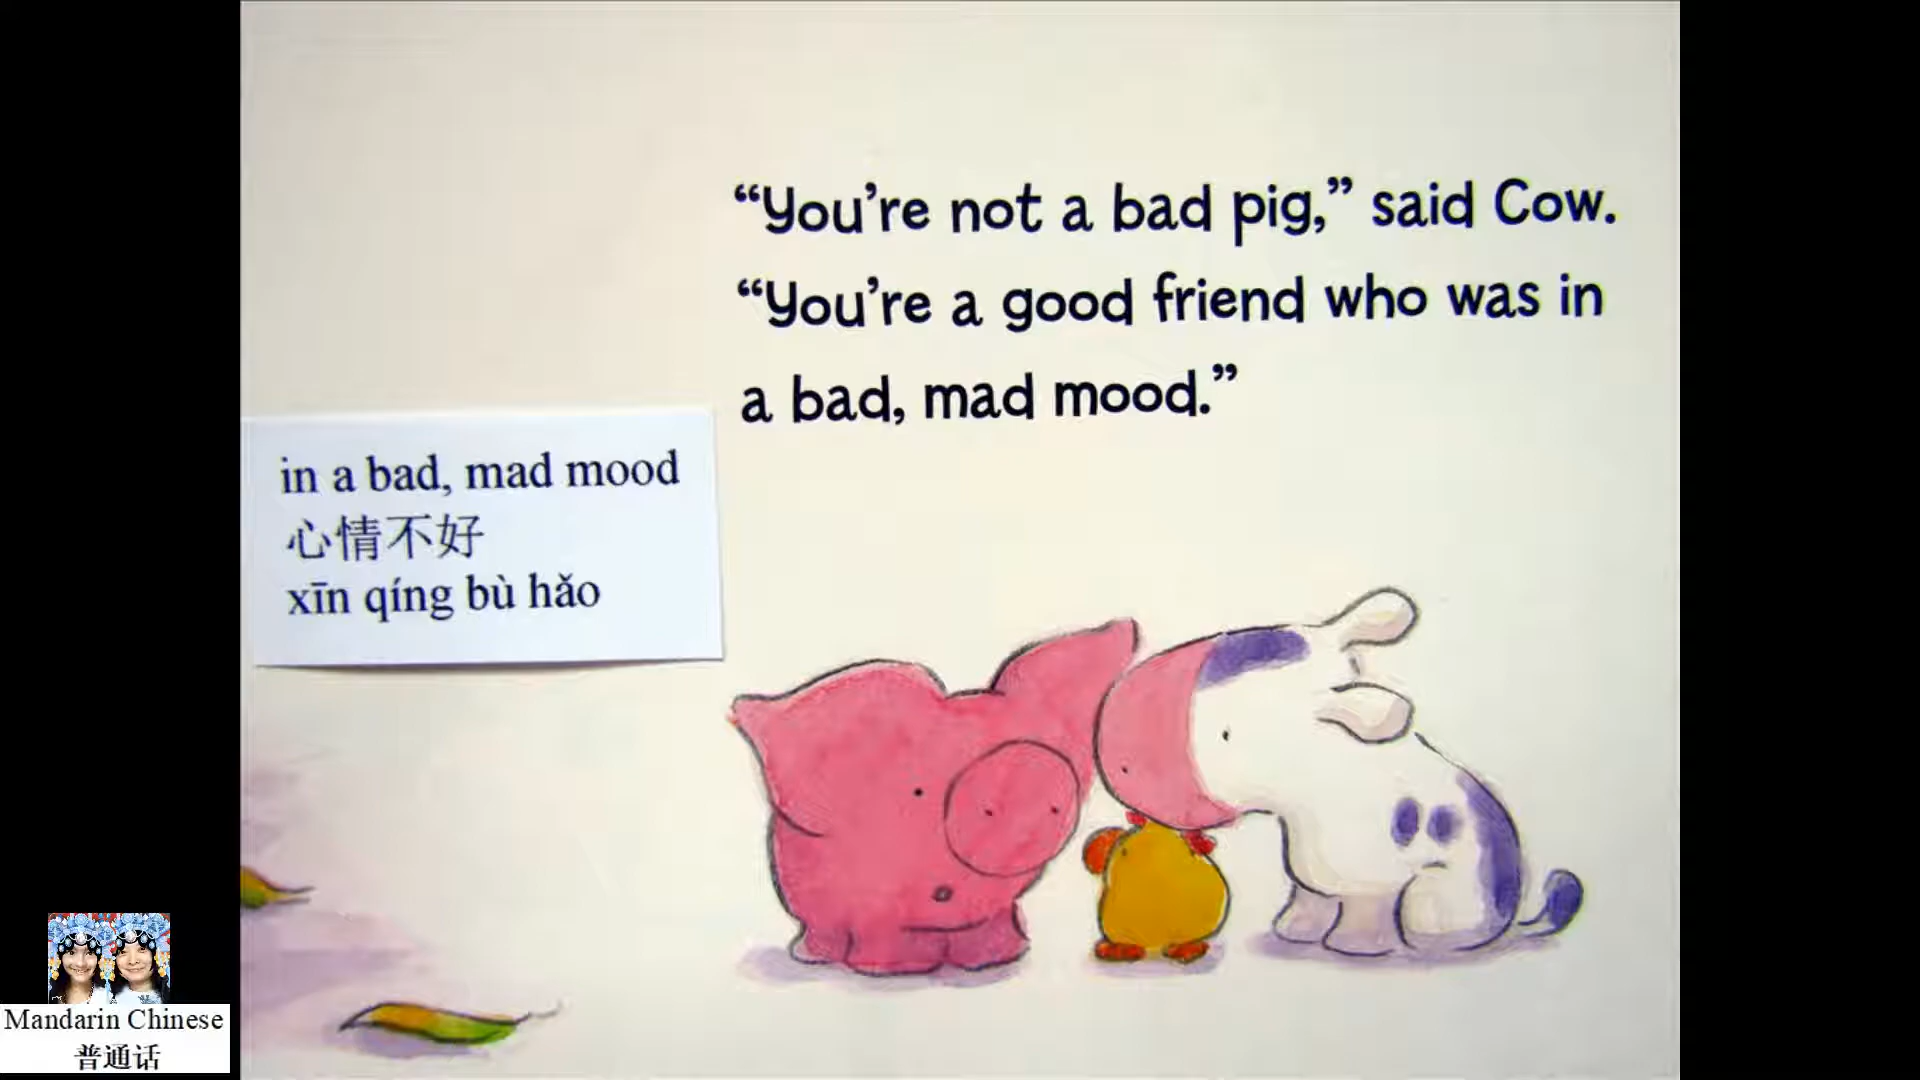 “You’re not a bad pig,” said Cow.
“You’re a good friend who was in
a bad, mad mood.”
in a bad, mad mood
心情不好
xīn qíng bù hǎo
Mandarin Chinese
普通话